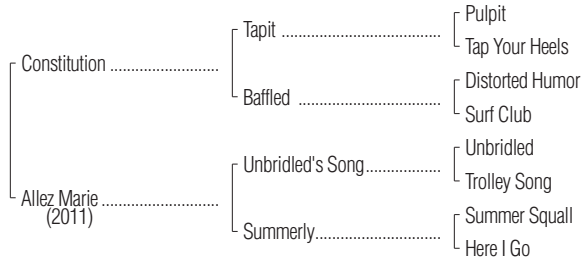 Pulpit
Tapit ........................................
Tap Your Heels
Constitution ...........................
Distorted Humor
Baffled ...................................
Surf Club
Unbridled
Unbridled's Song...................
Trolley Song
Allez Marie .............................
(2011)
Summer Squall
Summerly...............................
Here I Go